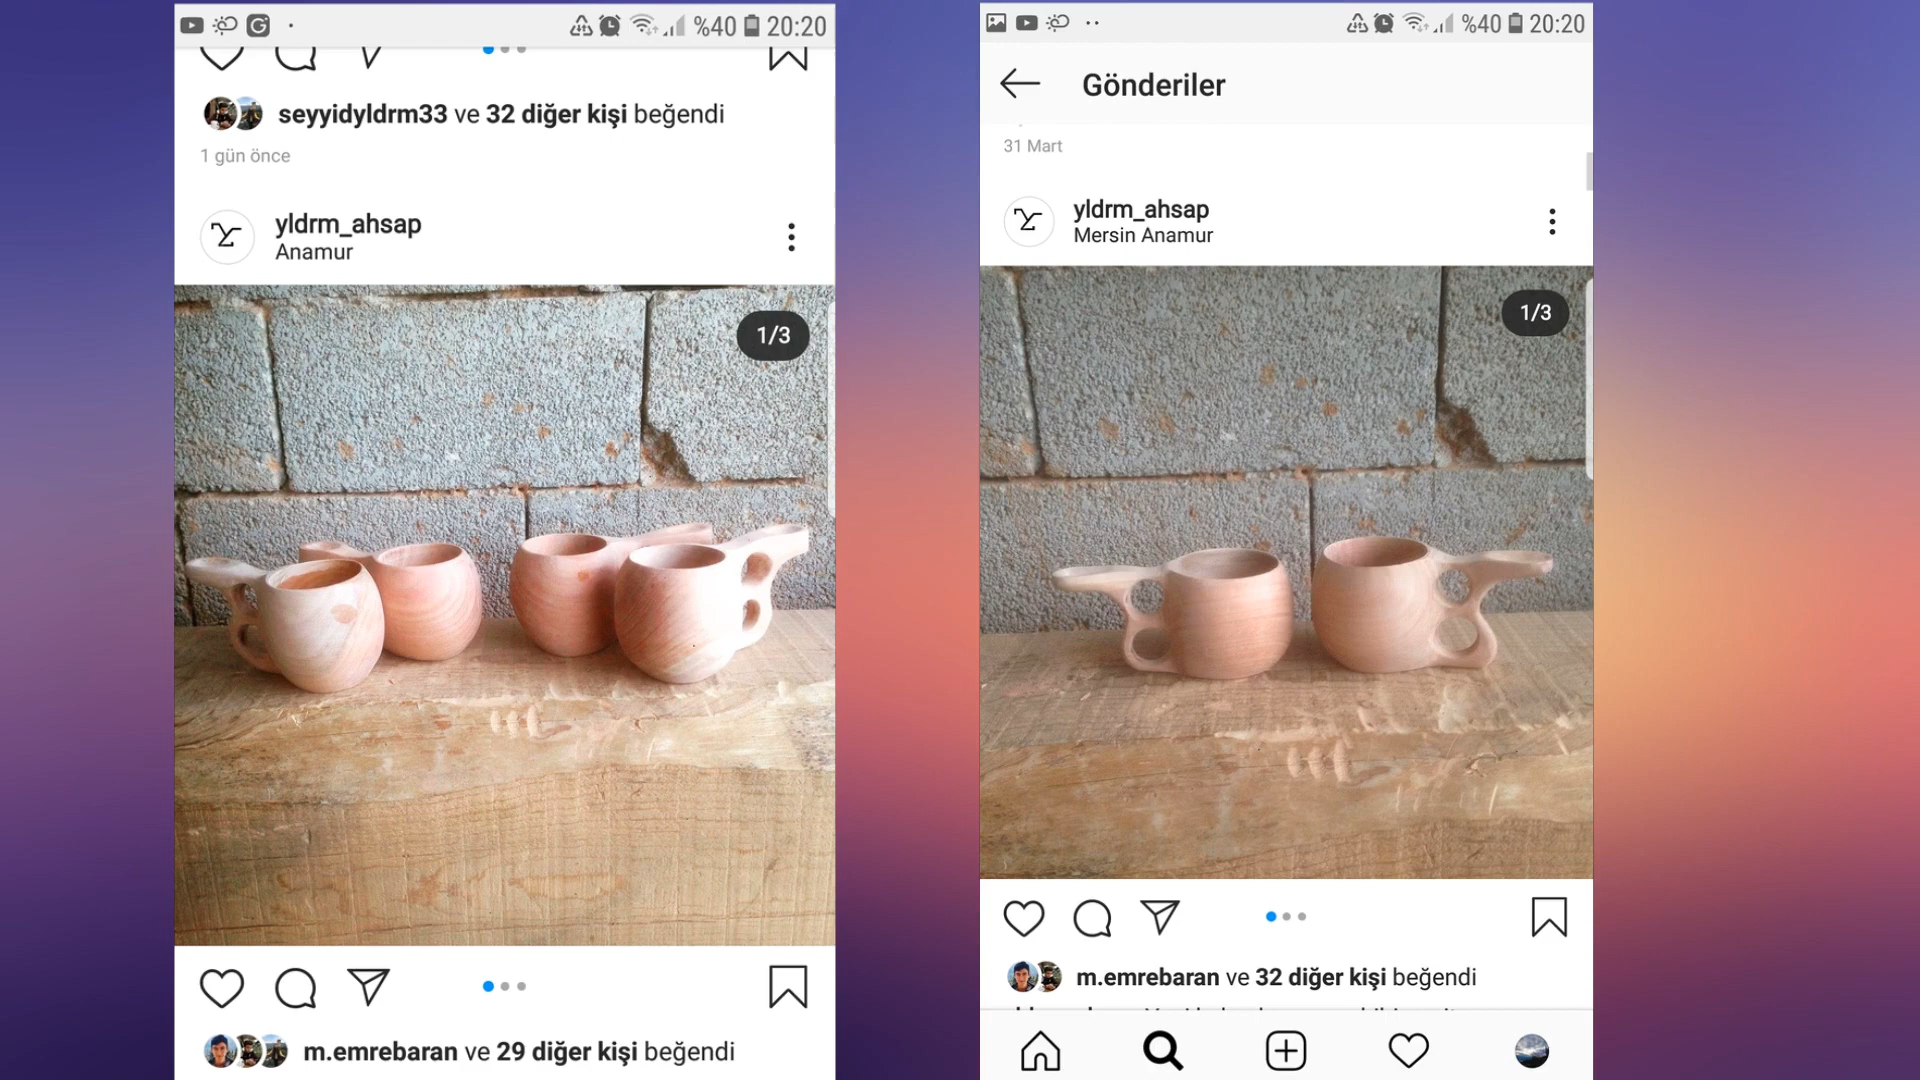 %40 20:20
seyyidyldrm33 ve 32 diğer kişi beğendi
1 gün önce
yldrm_ahsap
Anamur
1/3
m.emrebaran ve 29 diğer kişi beğendi
%40 20:20
Gönderiler
31 Mart
yldrm_ahsap
Mersin Anamur
1/3
m.emrebaran ve 32 diğer kişi beğendi